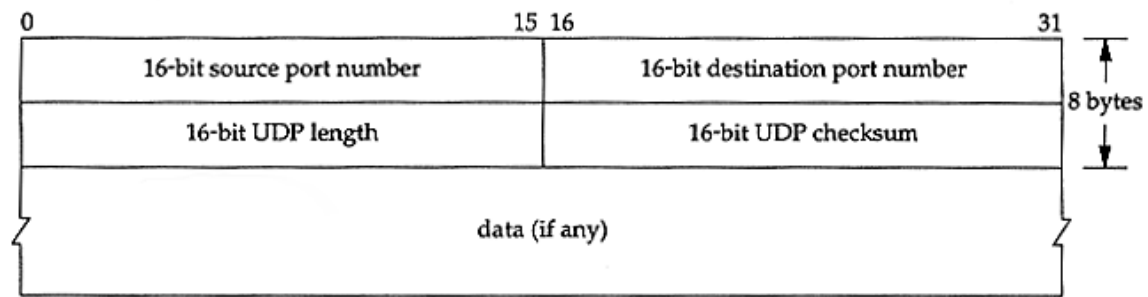 0 15 16 31
16-bit source port number 16-bit destination port number
8 bytes
16-bit UDP length 16-bit UDP checksum
data (if any)